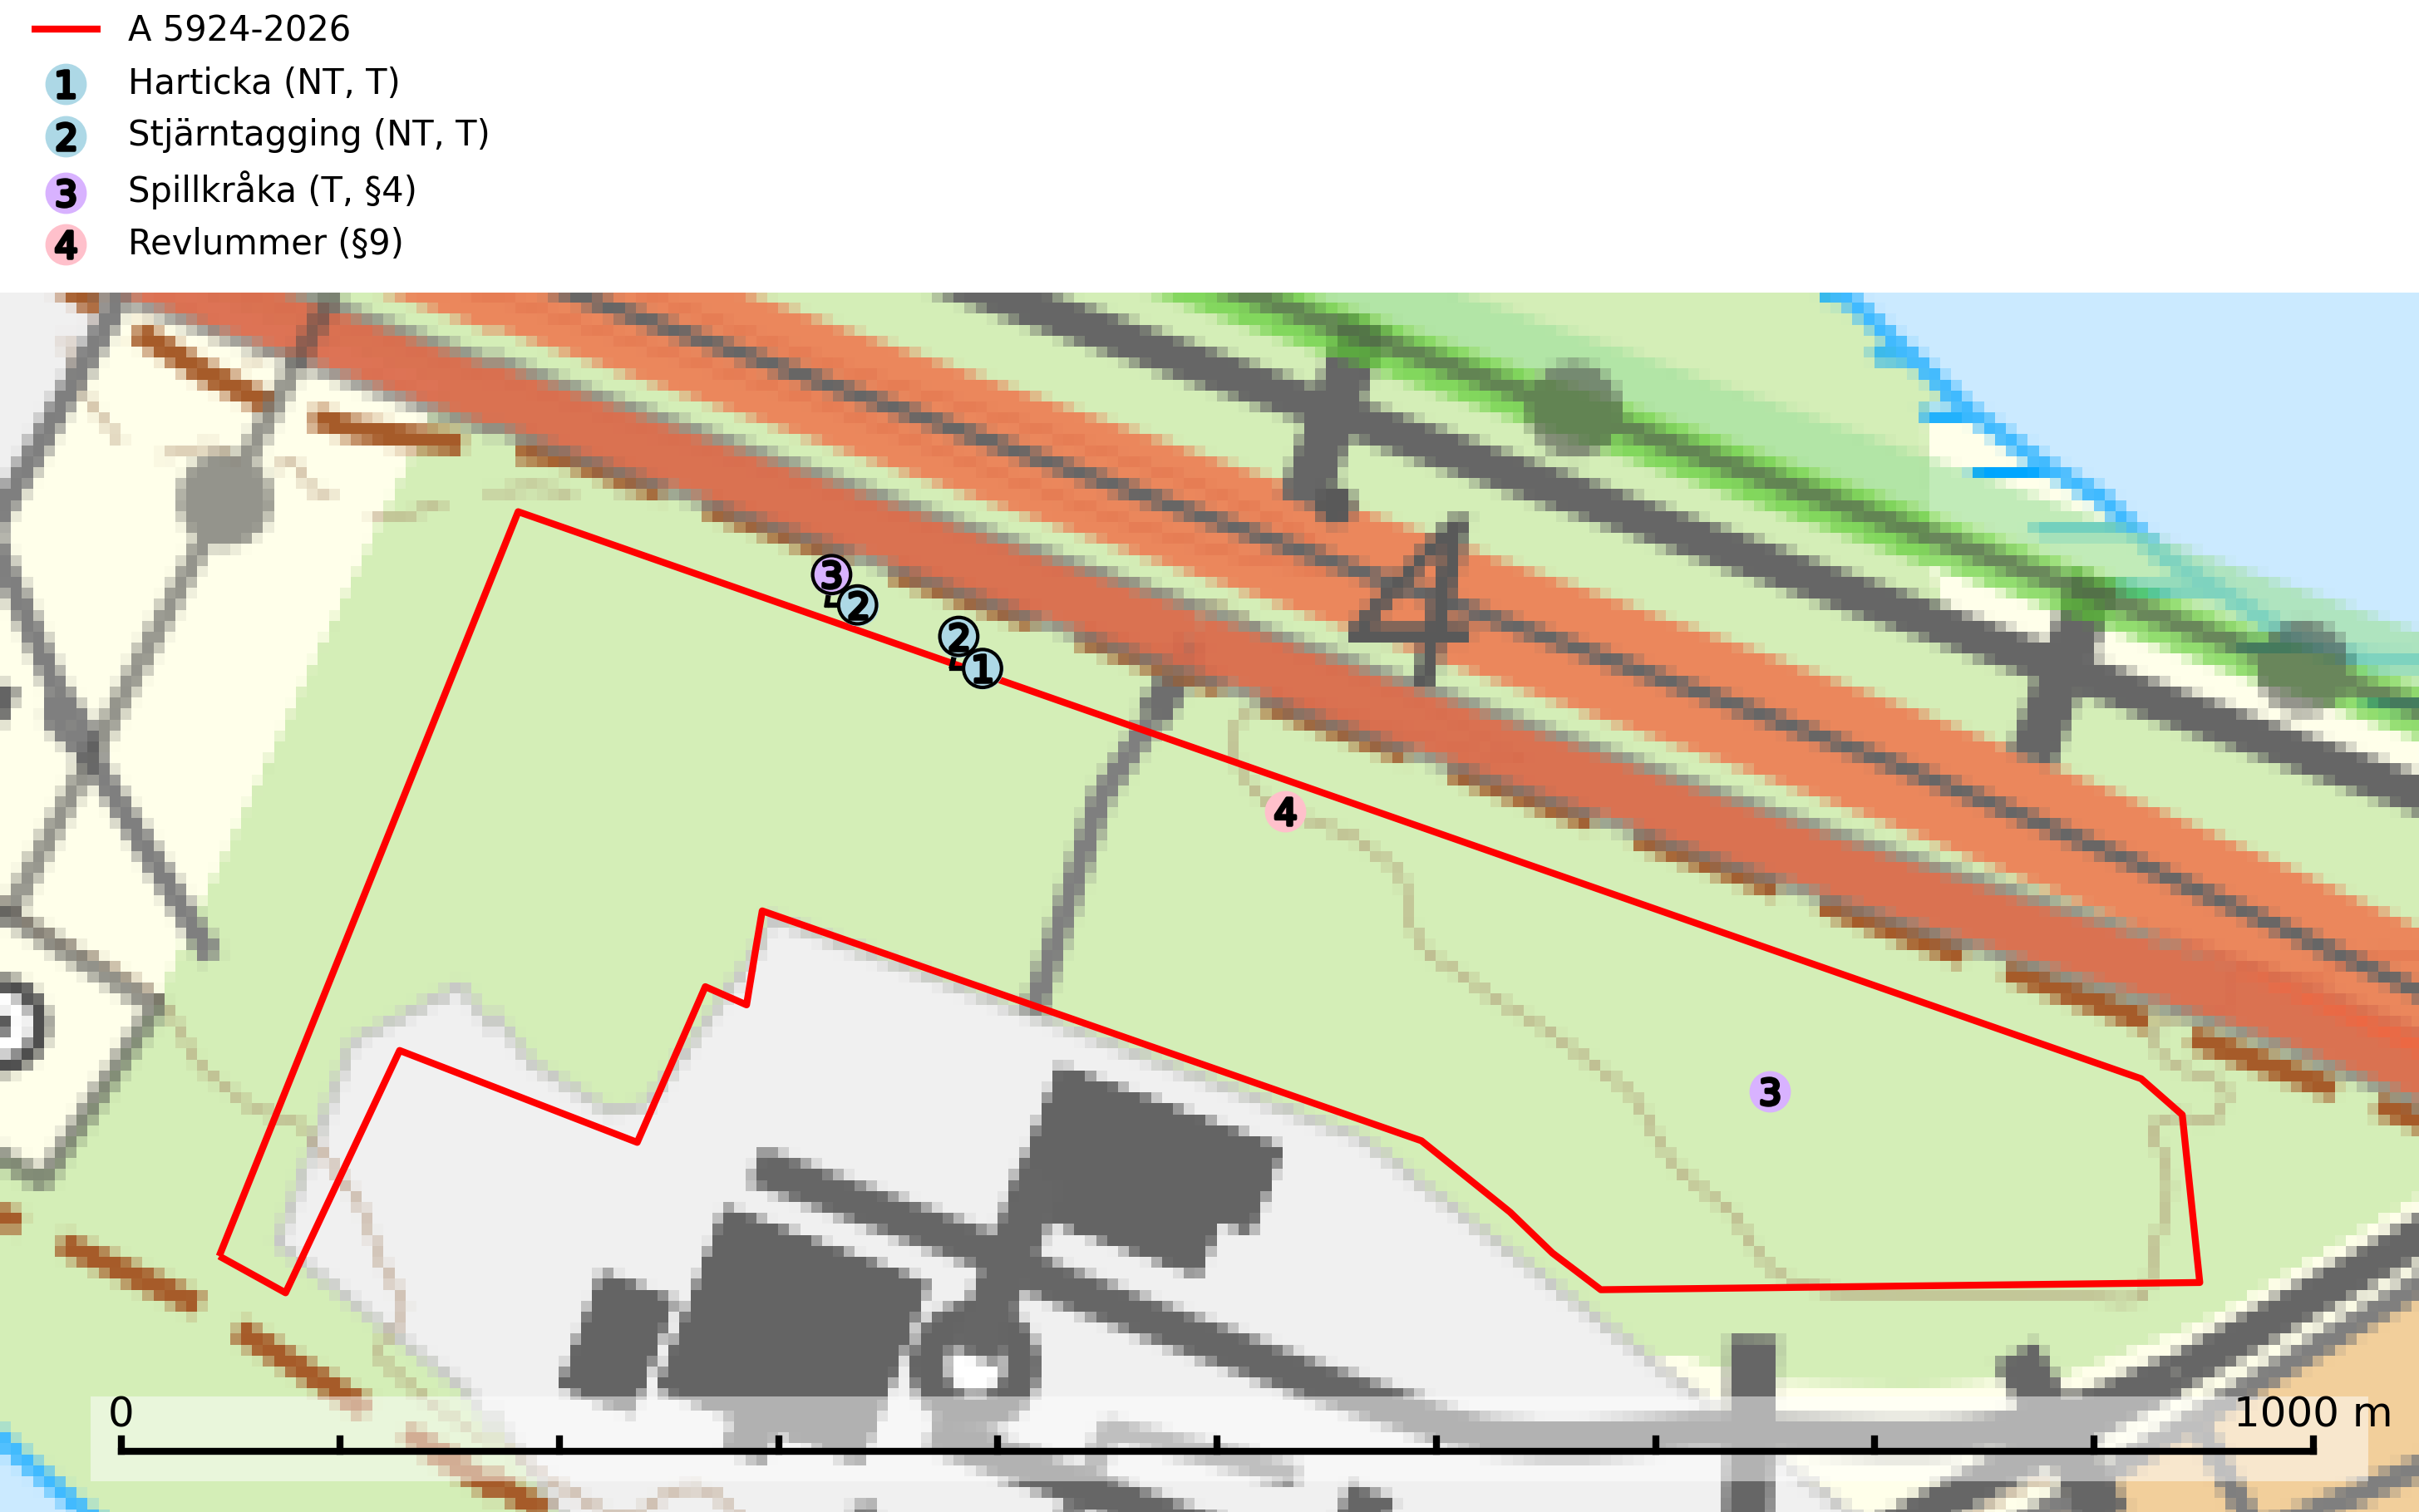 A 5924-2026
1 Harticka (NT, T)
2 Stjärntagging (NT, T)
3 Spillkråka (T, §4)
4 Revlummer (§9)
4
3
2
2
1
4
3
0
1000 m